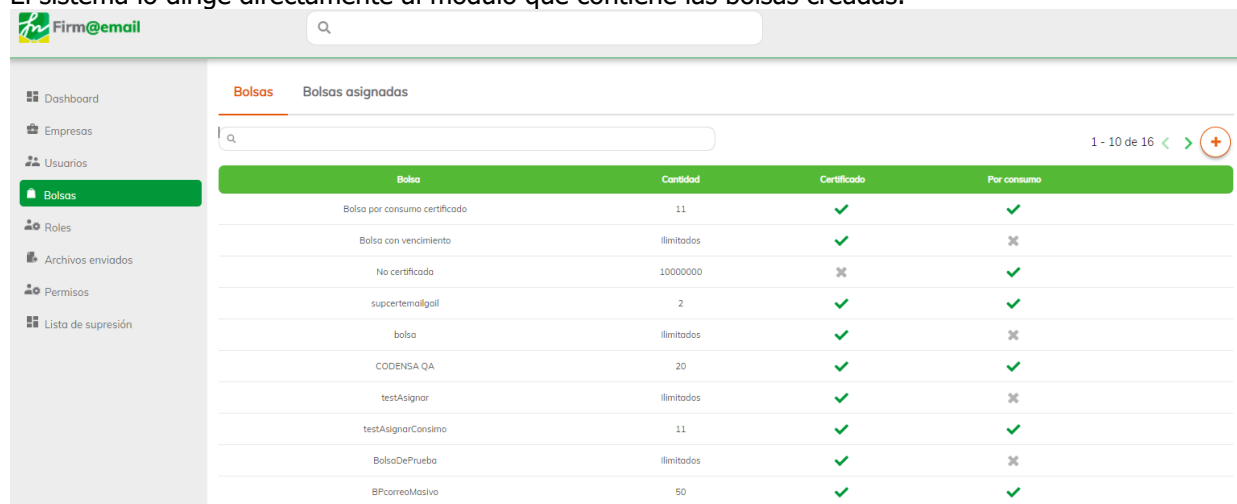 El sistema lo dirige directamente al módulo que contiene las bolsas creadas.
fn Firm@email
Dashboard
Empresas
Usuarios
Bolsas
Roles
Archivos enviados
Permisos
Lista de supresión
Bolsas Bolsas asignadas
1 - 10 de 16
Bolsa Cantidad Certificado Por consumo
Bolsa por consumo certificado 11
Bolsa con vencimiento Ilimitados
No certificada 10000000
supcertemailgail 2
bolsa Ilimitados
CODENSA QA 20
testAsignar Ilimitados
testAsignarConsimo 11
BolsaDePrueba Ilimitados
BPcorreoMasivo 50